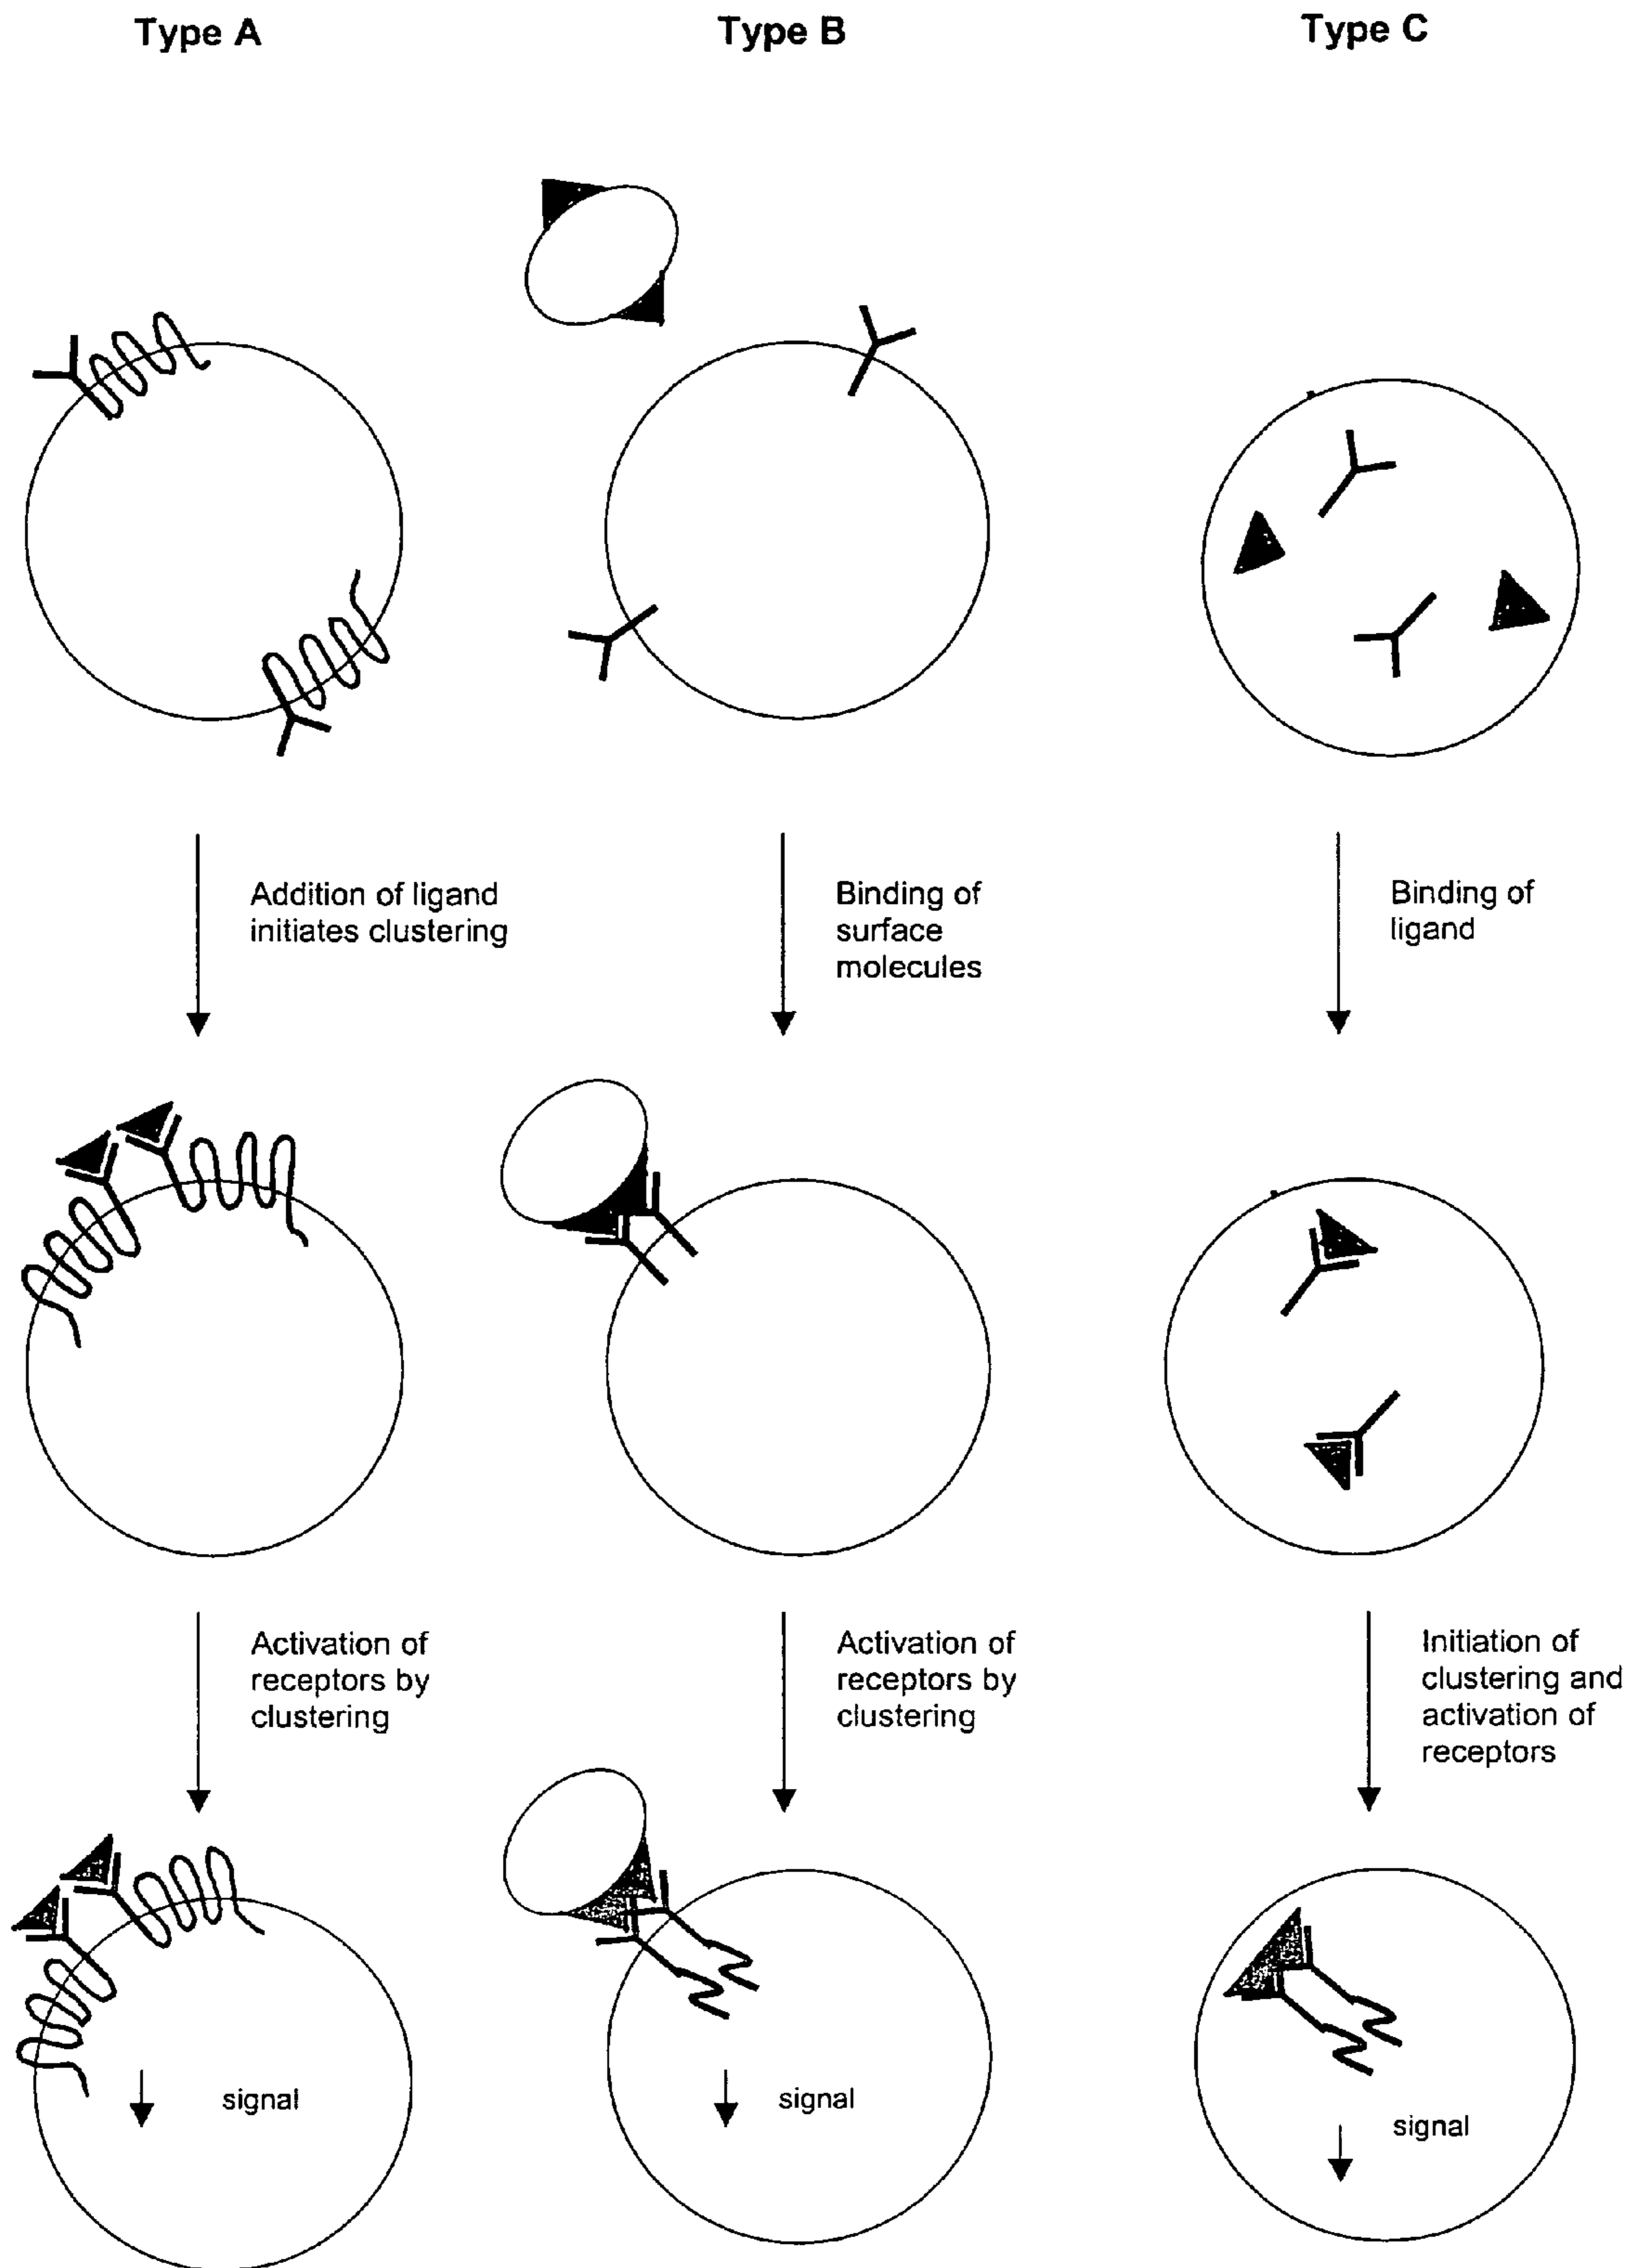 Type A
Type B
Type C
Addition of ligand
initiates clustering
Binding of
surface
molecules
Binding of
ligand
Activation of
receptors by
clustering
Activation of
receptors by
clustering
Initiation of
clustering and
activation of
receptors
signal
signal
signal